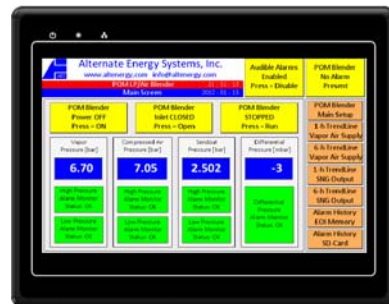 Alternate Energy Systems, Inc.
www.altenergy.com info@altenergy.com
POM LP/Air Blender
Main Screen
Audible Alarms
Enabled
Press = Disable
POM Blender
No Alarm
Present
POM Blender
Power OFF
Press = ON
POM Blender
Inlet CLOSED
Press = Open
POM Blender
STOPPED
Press = Run
POM Blender
Main Setup
1-h TrendLine
Vapor Air Supply
6-h TrendLine
Vapor Air Supply
1-h TrendLine
SNG Output
6-h TrendLine
SNG Output
Alarm History
EOI Memory
Alarm History
SD-Card
Vapor
Pressure [bar]
6.70
High Pressure
Alarm Monitor
Status: OK
Low Pressure
Alarm Monitor
Status: OK
Compressed Air
Pressure [bar]
7.05
High Pressure
Alarm Monitor
Status: OK
Low Pressure
Alarm Monitor
Status: OK
Pressure [bar]
2.502
High Pressure
Alarm Monitor
Status: OK
Low Pressure
Alarm Monitor
Status: OK
Differential
Pressure [mbar]
-3
Differential
Pressure
Alarm Monitor
Status: OK